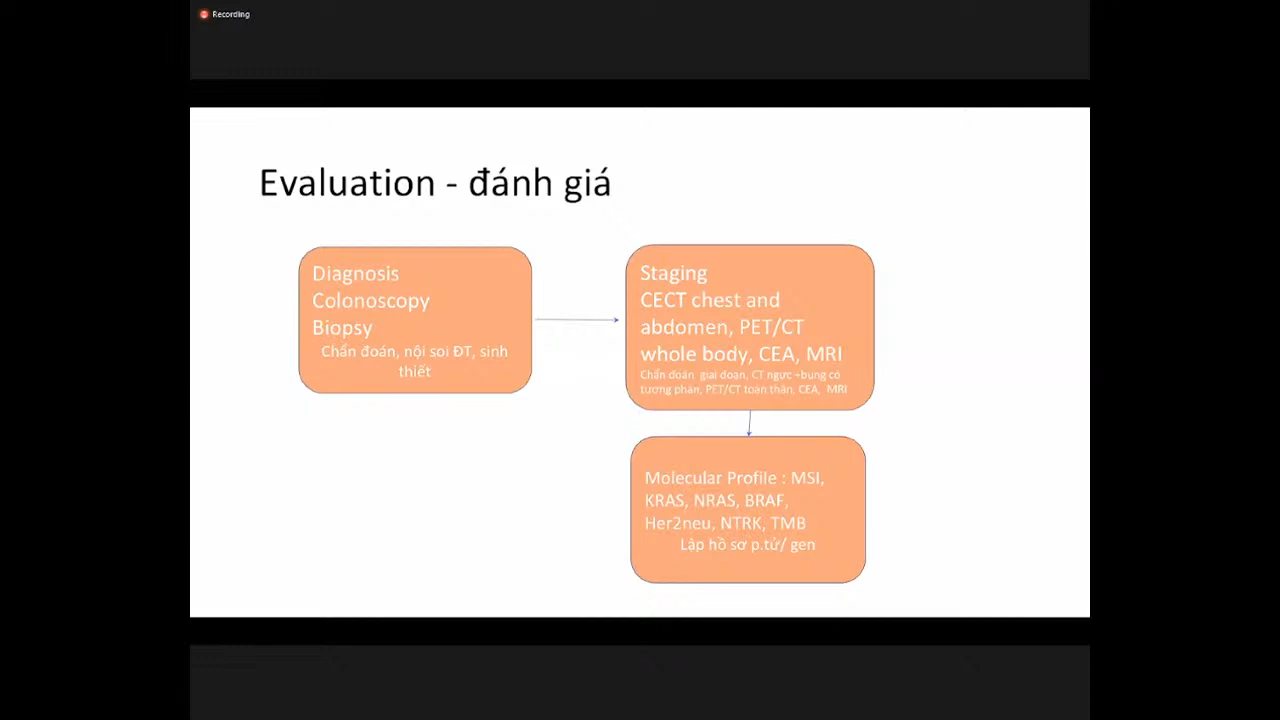 Recording
Evaluation - đánh giá
Diagnosis
Colonoscopy
Biopsy
Chẩn đoán, nội soi ĐT, sinh
thiết
Staging
CECT chest and
abdomen, PET/CT
whole body, CEA, MRI
Chẩn đoán giai đoạn, CT ngực +bụng có
tương phản, PET/CT toàn thân, CEA, MRI
Molecular Profile : MSI,
KRAS, NRAS, BRAF,
Her2neu, NTRK, TMB
Lập hồ sơ p.tử/ gen